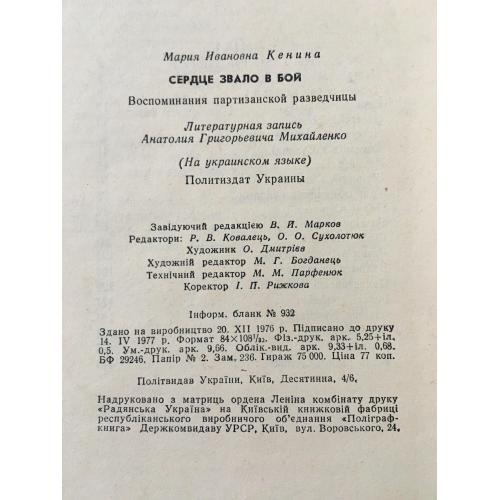 Мария Ивановна Кенина
СЕРДЦЕ ЗВАЛО В БОЙ
Воспоминания партизанской разведчицы
Литературная запись
Анатолия Григорьевича Михайленко
(На украинском языке)
Политиздат Украины
Завідуючий редакцією В. Й. Марков
Редактори: Р. В. Ковалець, О. О. Сухолотюк
Художник О. Дмитрієв
Художній редактор М. Г. Богданець
Технічний редактор М. М. Парфенюк
Коректор І. П. Рижкова
Інформ. бланк № 932
Здано на виробництво 20. XII 1976 р. Підписано до друку
14. IV 1977 р. Формат 84×108¹/₃₂. Фіз.-друк. арк. 5,25+іл.
0,5. Ум.-друк. арк. 9,66. Облік.-вид. арк. 9,33+іл. 0,68.
БФ 29246. Папір № 2. Зам. 236. Гираж 75 000. Ціна 77 коп.
Політвидав України, Київ, Десятинна, 4/6.
Надруковано з матриць ордена Леніна комбінату друку
«Радянська Україна» на Київській книжковій фабриці
республіканського виробничого об'єднання «Поліграф-
книга» Держкомвидаву УРСР, Київ, вул. Воровського, 24.